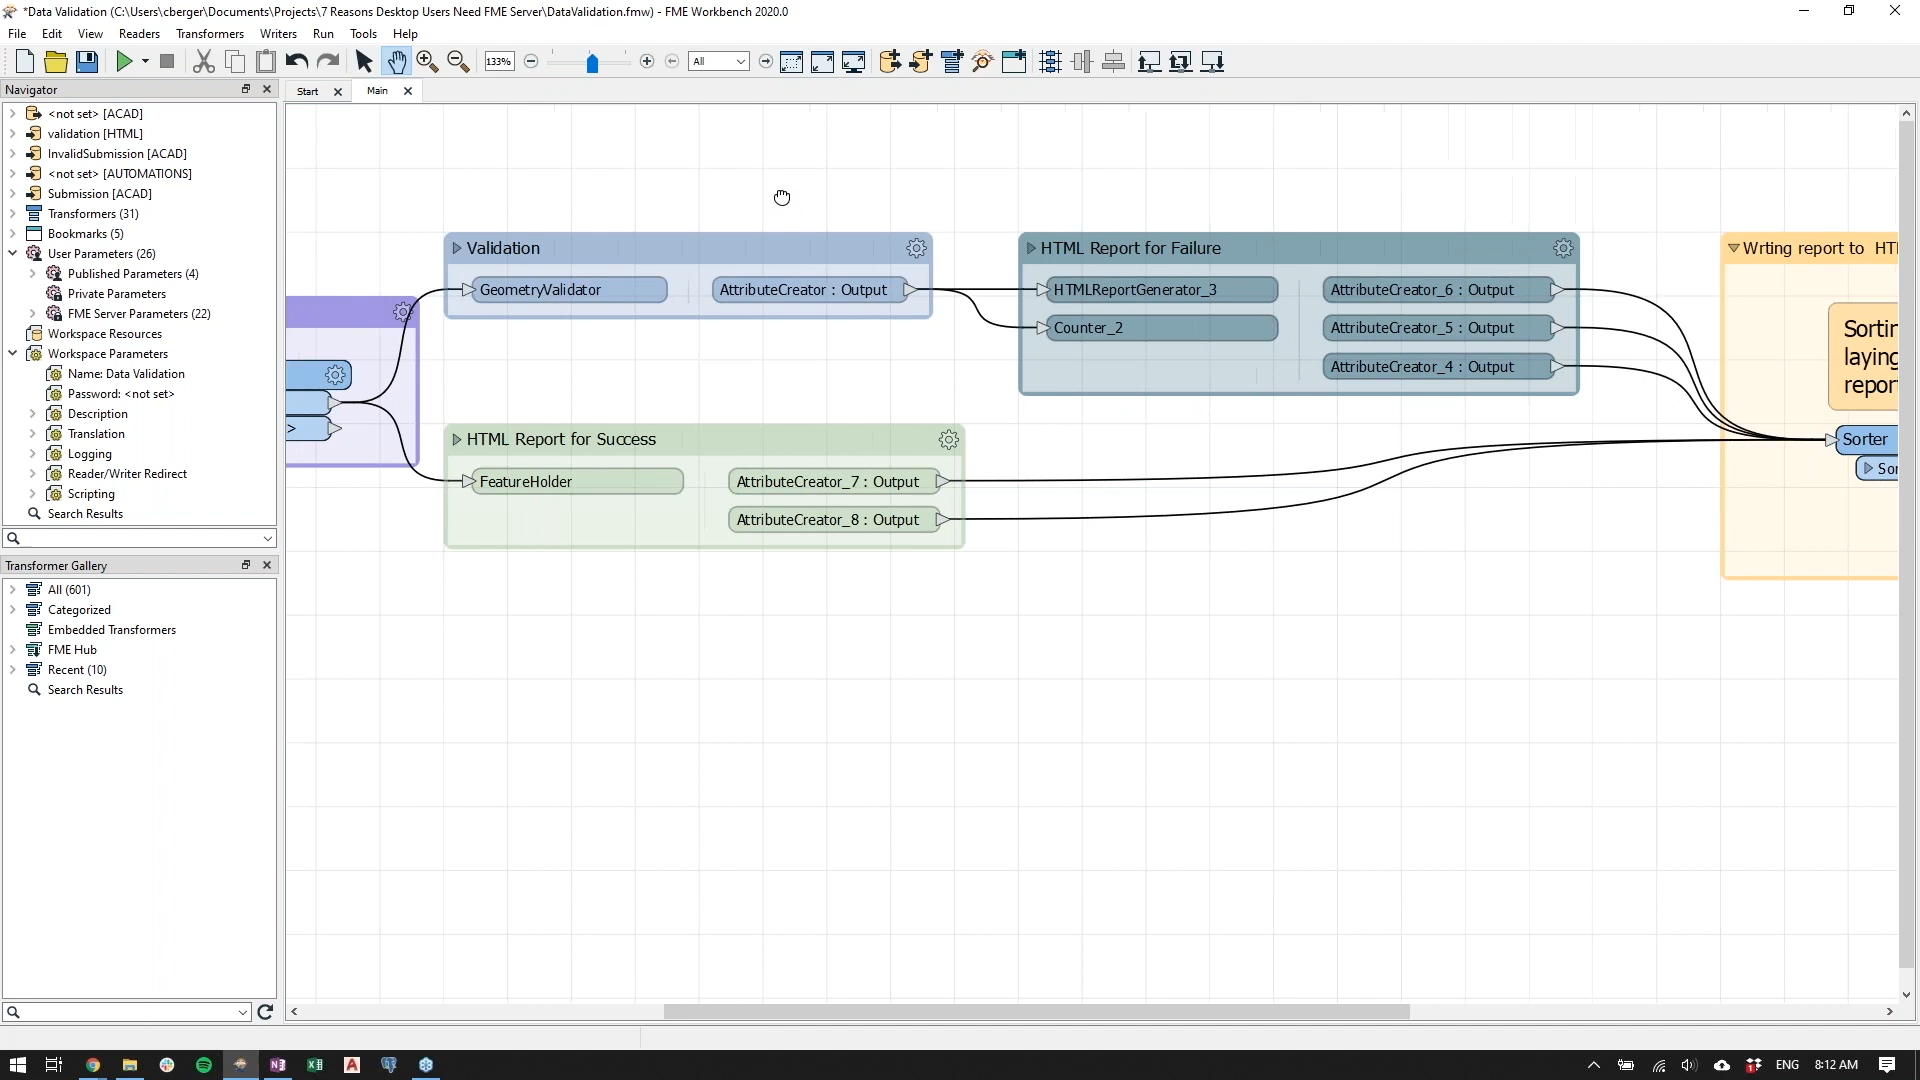 *Data Validation (C:\Users\cberger\Documents\Projects\7 Reasons Desktop Users Need FME Server\DataValidation.fmw) - FME Workbench 2020.0
File Edit View Readers Transformers Writers Run Tools Help
133%
All
Navigator
Start
Main
<not set> [ACAD]
validation [HTML]
InvalidSubmission [ACAD]
<not set> [AUTOMATIONS]
Submission [ACAD]
Transformers (31)
Bookmarks (5)
User Parameters (26)
Published Parameters (4)
Private Parameters
FME Server Parameters (22)
Workspace Resources
Workspace Parameters
Name: Data Validation
Password: <not set>
Description
Translation
Logging
Reader/Writer Redirect
Scripting
Search Results
Transformer Gallery
All (601)
Categorized
Embedded Transformers
FME Hub
Recent (10)
Search Results
>
Validation
GeometryValidator
AttributeCreator : Output
HTML Report for Success
FeatureHolder
AttributeCreator_7 : Output
AttributeCreator_8 : Output
HTML Report for Failure
HTMLReportGenerator_3
AttributeCreator_6 : Output
Counter_2
AttributeCreator_5 : Output
AttributeCreator_4 : Output
Wrting report to HT
Sortin
laying
repor
Sorter
Sor
ENG
8:12 AM